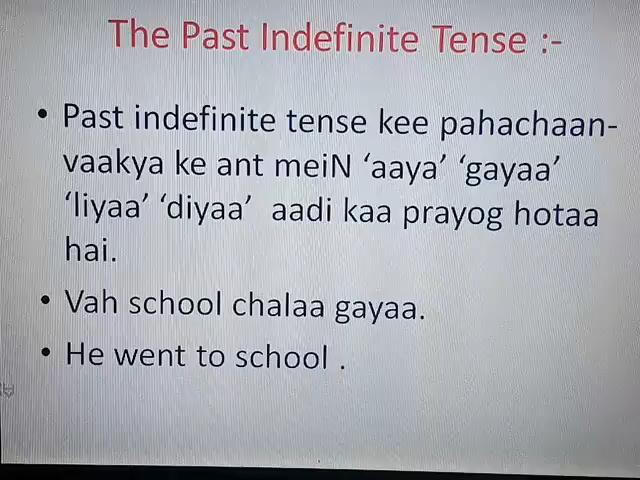 The Past Indefinite Tense :-
• Past indefinite tense kee pahachaan-
vaakya ke ant meiN ‘aaya’ ‘gayaa’
‘liyaa’ ‘diyaa’ aadi kaa prayog hotaa
hai.
• Vah school chalaa gayaa.
• He went to school .